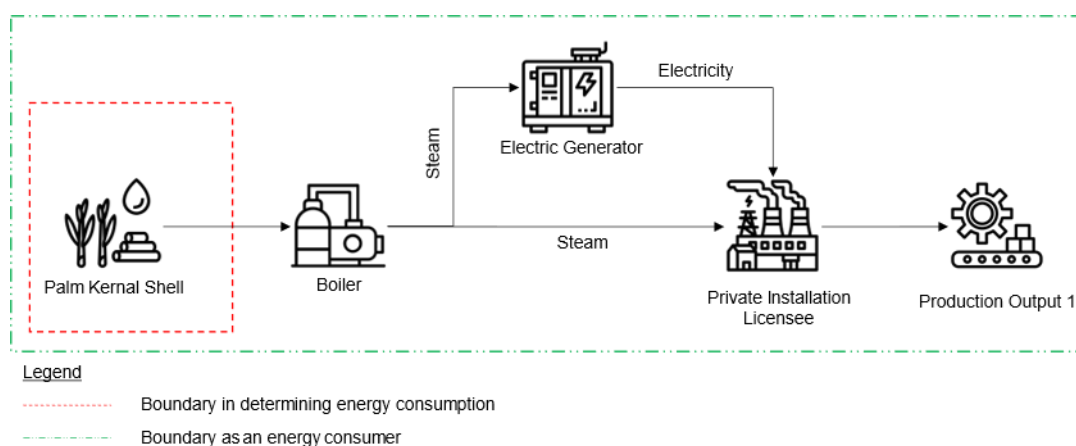 Electricity
Electric Generator
Steam
Palm Kernal Shell
Boiler
Steam
Private Installation
Licensee
Production Output 1
Legend
Boundary in determining energy consumption
Boundary as an energy consumer